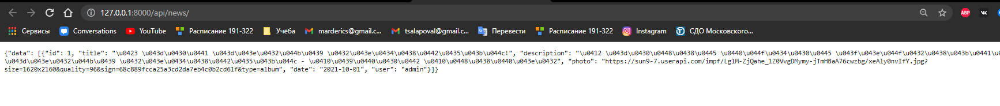 127.0.0.1:8000/api/news/
ABP
Сервисы Conversations YouTube Расписание 191-322 Учёба marderics@gmail.c... tsalapoval@gmail.c... Перевести Расписание 191-322 Instagram СДО Московского...
{"data": [{"id": 1, "title": "\u0423 \u043d\u0430\u0441 \u043d\u043e\u0432\u044b\u0439 \u0432\u043e\u0434\u0438\u0442\u0435\u043b\u044c!", "description": "\u0412 \u043d\u0430\u0448\u0438\u0445 \u0440\u044f\u0434\u0430\u0445 \u043f\u043e\u044f\u0432\u0438\u043b\u0441\u0
\u043d\u043e\u0432\u044b\u0439 \u0432\u043e\u0434\u0438\u0442\u0435\u043b\u044c - \u0410\u0439\u0440\u0430\u0442 \u0410\u0448\u0438\u0440\u043e\u0432", "photo": "https://sun9-7.userapi.com/impf/LglM-ZjQahe_1Z0VvgDMymy-jTmHBaA76cwzbg/xeAly0nvIfY.jpg?
size=1620x2160&quality=96&sign=68c889fcca25a3cd2da7eb4c0b2cd61f&type=album", "date": "2021-10-01", "user": "admin"}]}